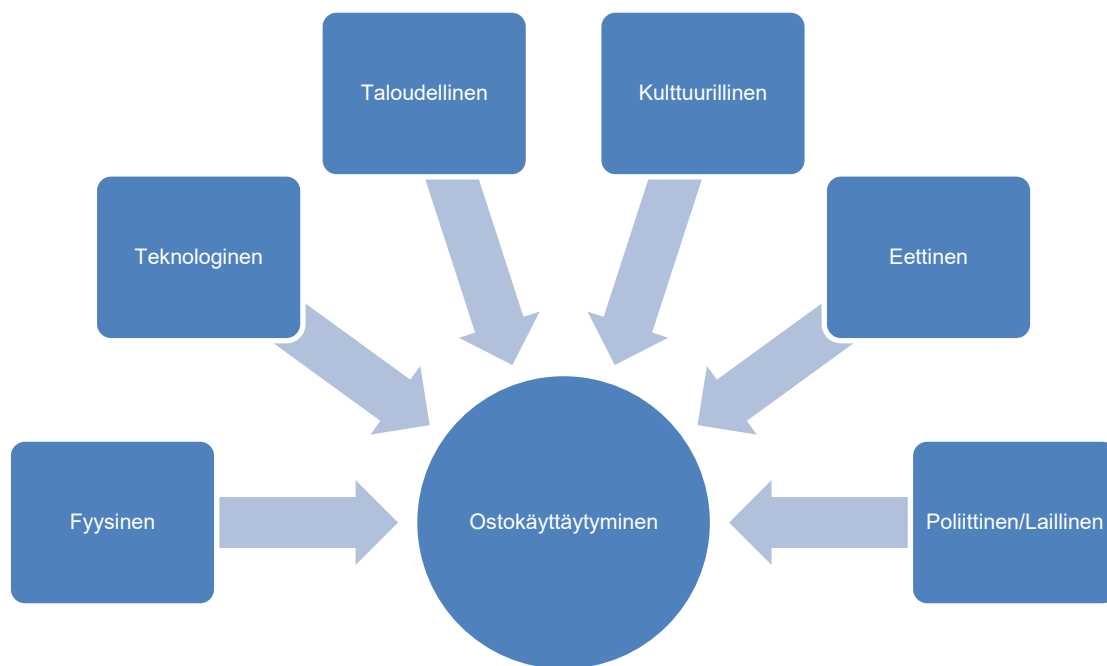 Taloudellinen
Kulttuurillinen
Teknologinen
Eettinen
Fyysinen
Ostokäyttäytyminen
Poliittinen/Laillinen